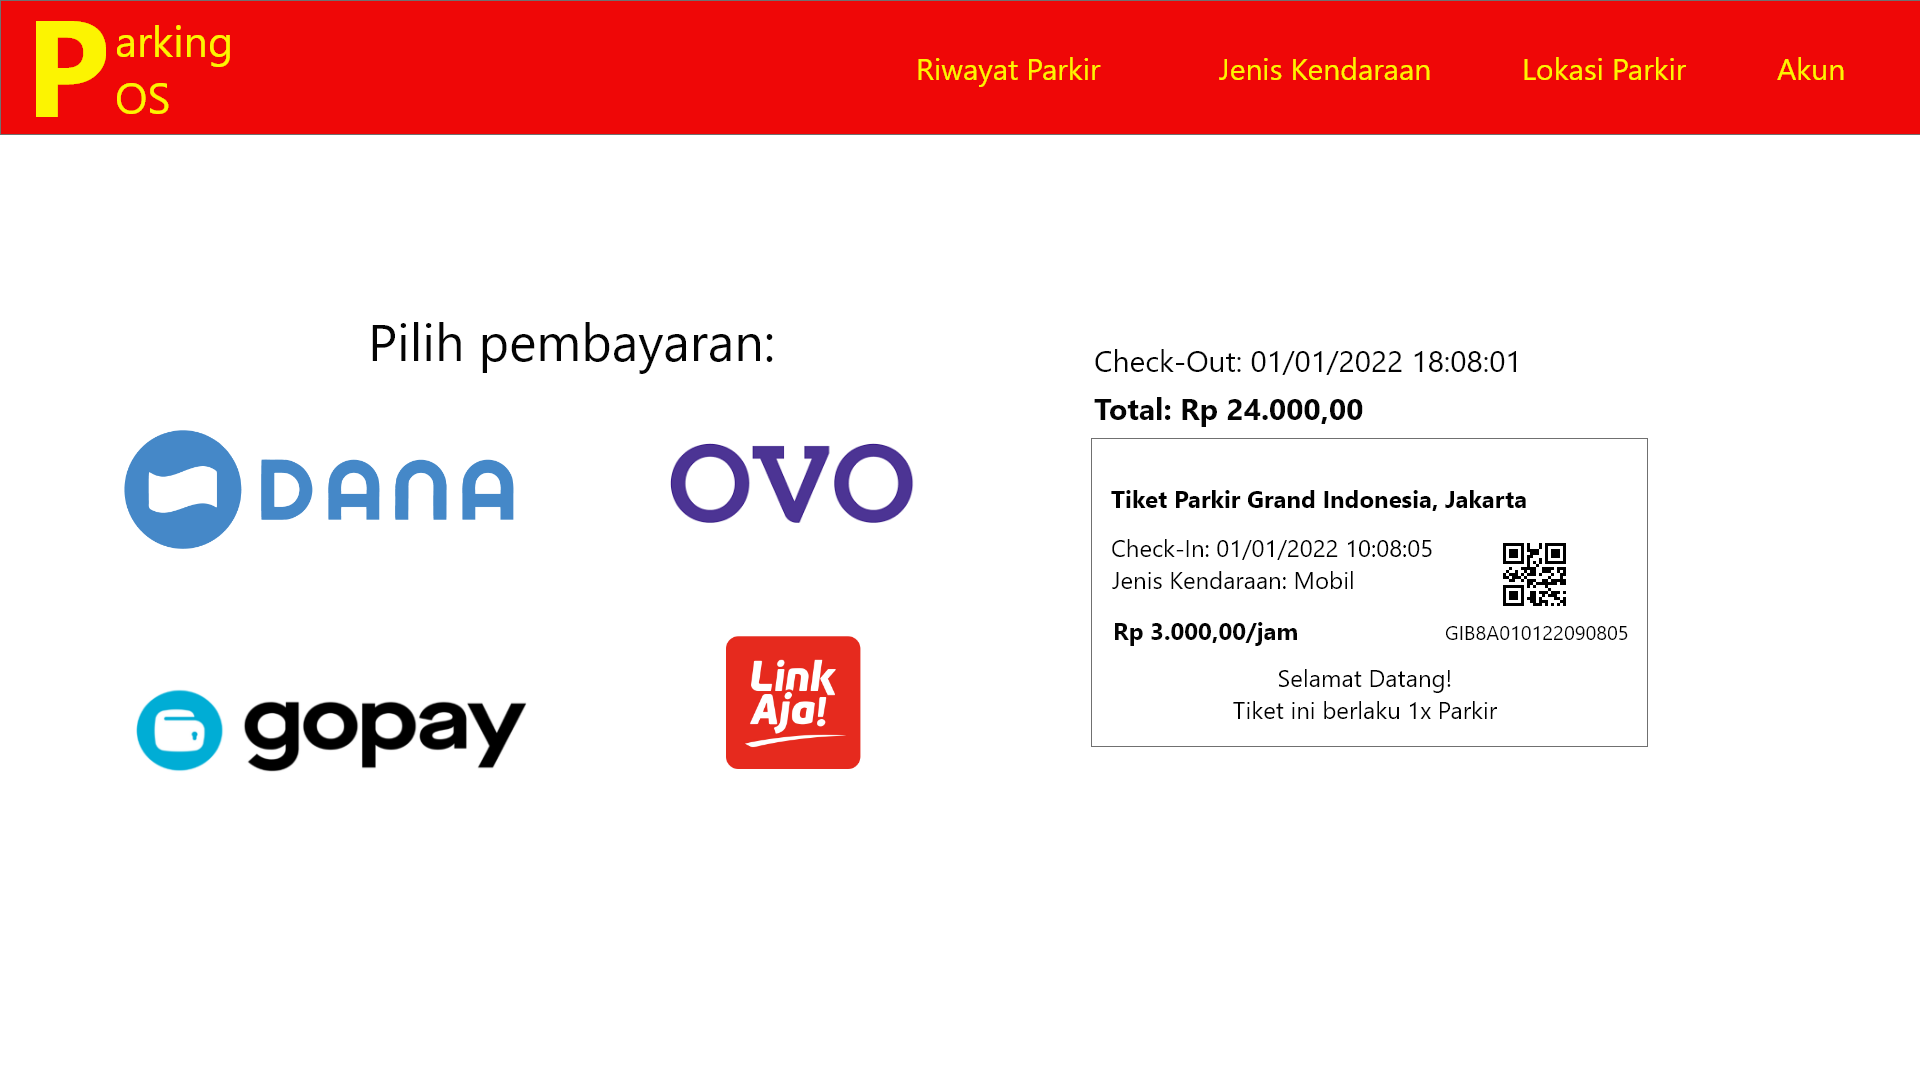 Parking
POS
Riwayat Parkir
Jenis Kendaraan
Lokasi Parkir
Akun
Pilih pembayaran:
DANA
OVO
gopay
Link
Aja!
Check-Out: 01/01/2022 18:08:01
Total: Rp 24.000,00
Tiket Parkir Grand Indonesia, Jakarta
Check-In: 01/01/2022 10:08:05
Jenis Kendaraan: Mobil
Rp 3.000,00/jam
GIB8A010122090805
Selamat Datang!
Tiket ini berlaku 1x Parkir